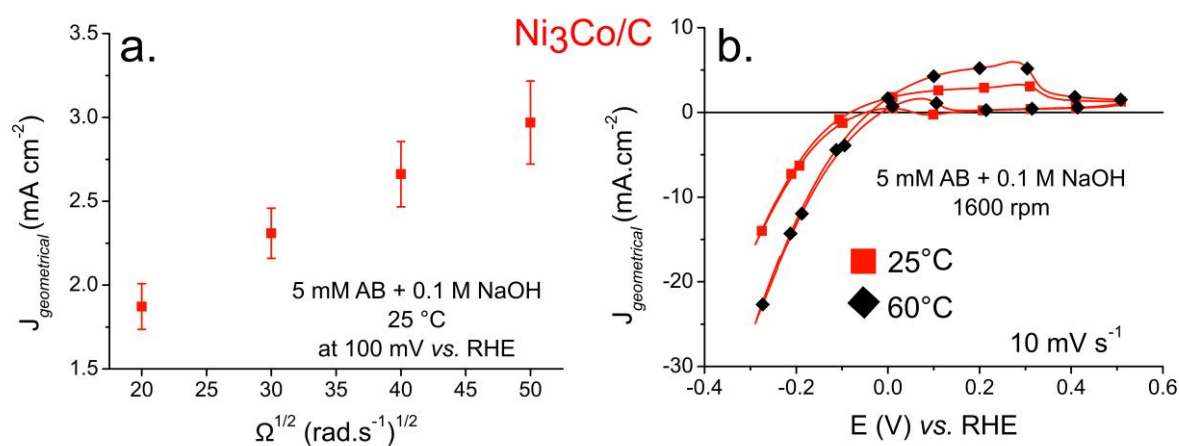 Ni₃Co/C
a.
3.5
3.0
2.5
2.0
1.5
J geometrical (mA cm⁻²)
5 mM AB + 0.1 M NaOH
25 °C
at 100 mV vs. RHE
20 25 30 35 40 45 50
Ω^1/2 (rad.s⁻¹)^1/2
b.
10
0
-10
-20
-30
J geometrical (mA.cm⁻²)
5 mM AB + 0.1 M NaOH
1600 rpm
25°C
60°C
10 mV s⁻¹
-0.4 -0.2 0.0 0.2 0.4 0.6
E (V) vs. RHE